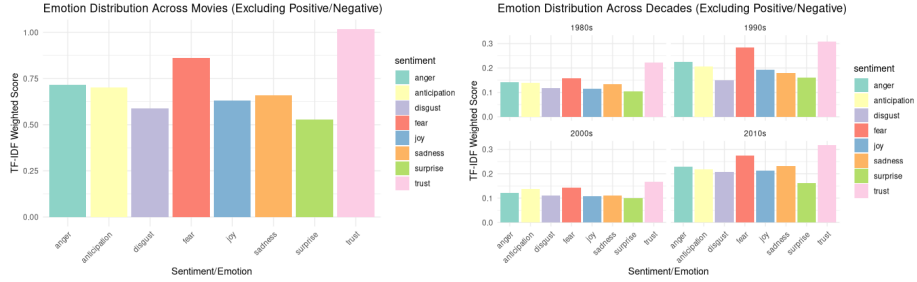 Emotion Distribution Across Movies (Excluding Positive/Negative)
TF-IDF Weighted Score
1.00
0.75
0.50
0.25
0.00
anger
anticipation
disgust
fear
joy
sadness
surprise
trust
Sentiment/Emotion
sentiment
anger
anticipation
disgust
fear
joy
sadness
surprise
trust
Emotion Distribution Across Decades (Excluding Positive/Negative)
TF-IDF Weighted Score
1980s
1990s
0.3
0.2
0.1
0.0
2000s
2010s
0.3
0.2
0.1
0.0
anger
anticipation
disgust
fear
joy
sadness
surprise
trust
anger
anticipation
disgust
fear
joy
sadness
surprise
trust
Sentiment/Emotion
sentiment
anger
anticipation
disgust
fear
joy
sadness
surprise
trust